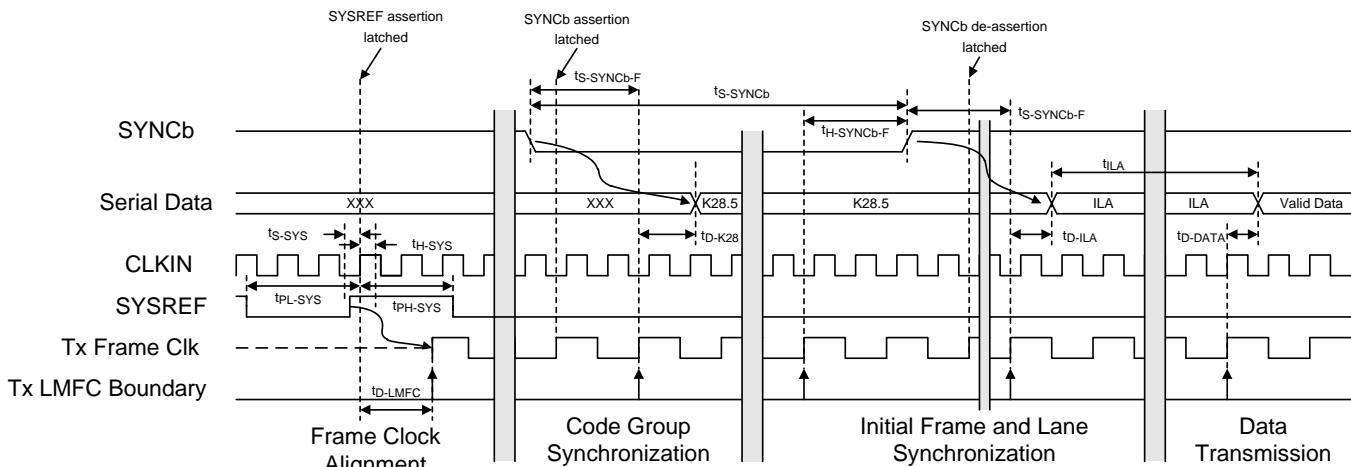 SYSREF assertion
latched
SYNCb assertion
latched
SYNCb de-assertion
latched
tS-SYNCb-F
tS-SYNCb
tS-SYNCb-F
tH-SYNCb-F
SYNCb
tILA
Serial Data
XXX
XXX
K28.5
K28.5
ILA
ILA
Valid Data
tS-SYS
tH-SYS
tD-K28
tD-ILA
tD-DATA
CLKIN
tPL-SYS
tPH-SYS
SYSREF
Tx Frame Clk
Tx LMFC Boundary
tD-LMFC
Frame Clock
Alignment
Code Group
Synchronization
Initial Frame and Lane
Synchronization
Data
Transmission